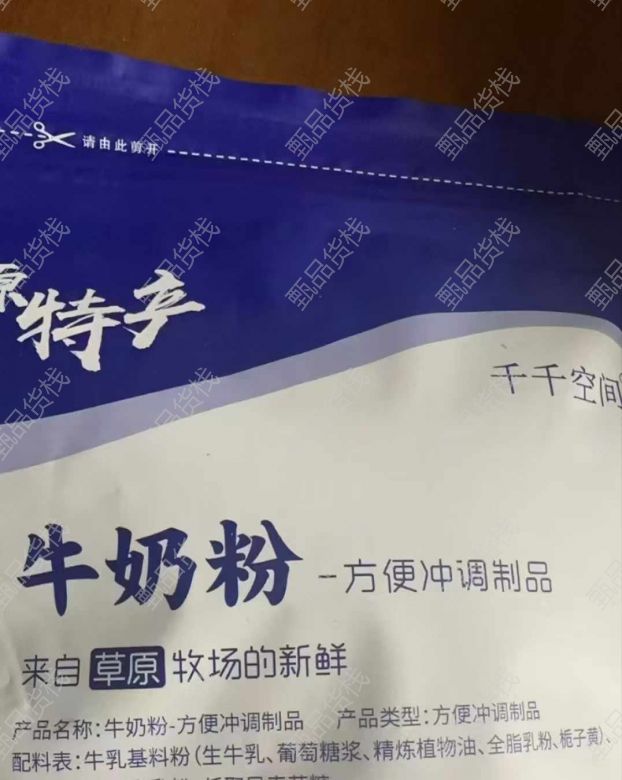 请由此剪开
原特产
千千空间
牛奶粉-方便冲调制品
来自草原牧场的新鲜
产品名称:牛奶粉-方便冲调制品 产品类型:方便冲调制品
配料表:牛乳基料粉(生牛乳、葡萄糖浆、精炼植物油、全脂乳粉、栀子黄)、
甄品货栈